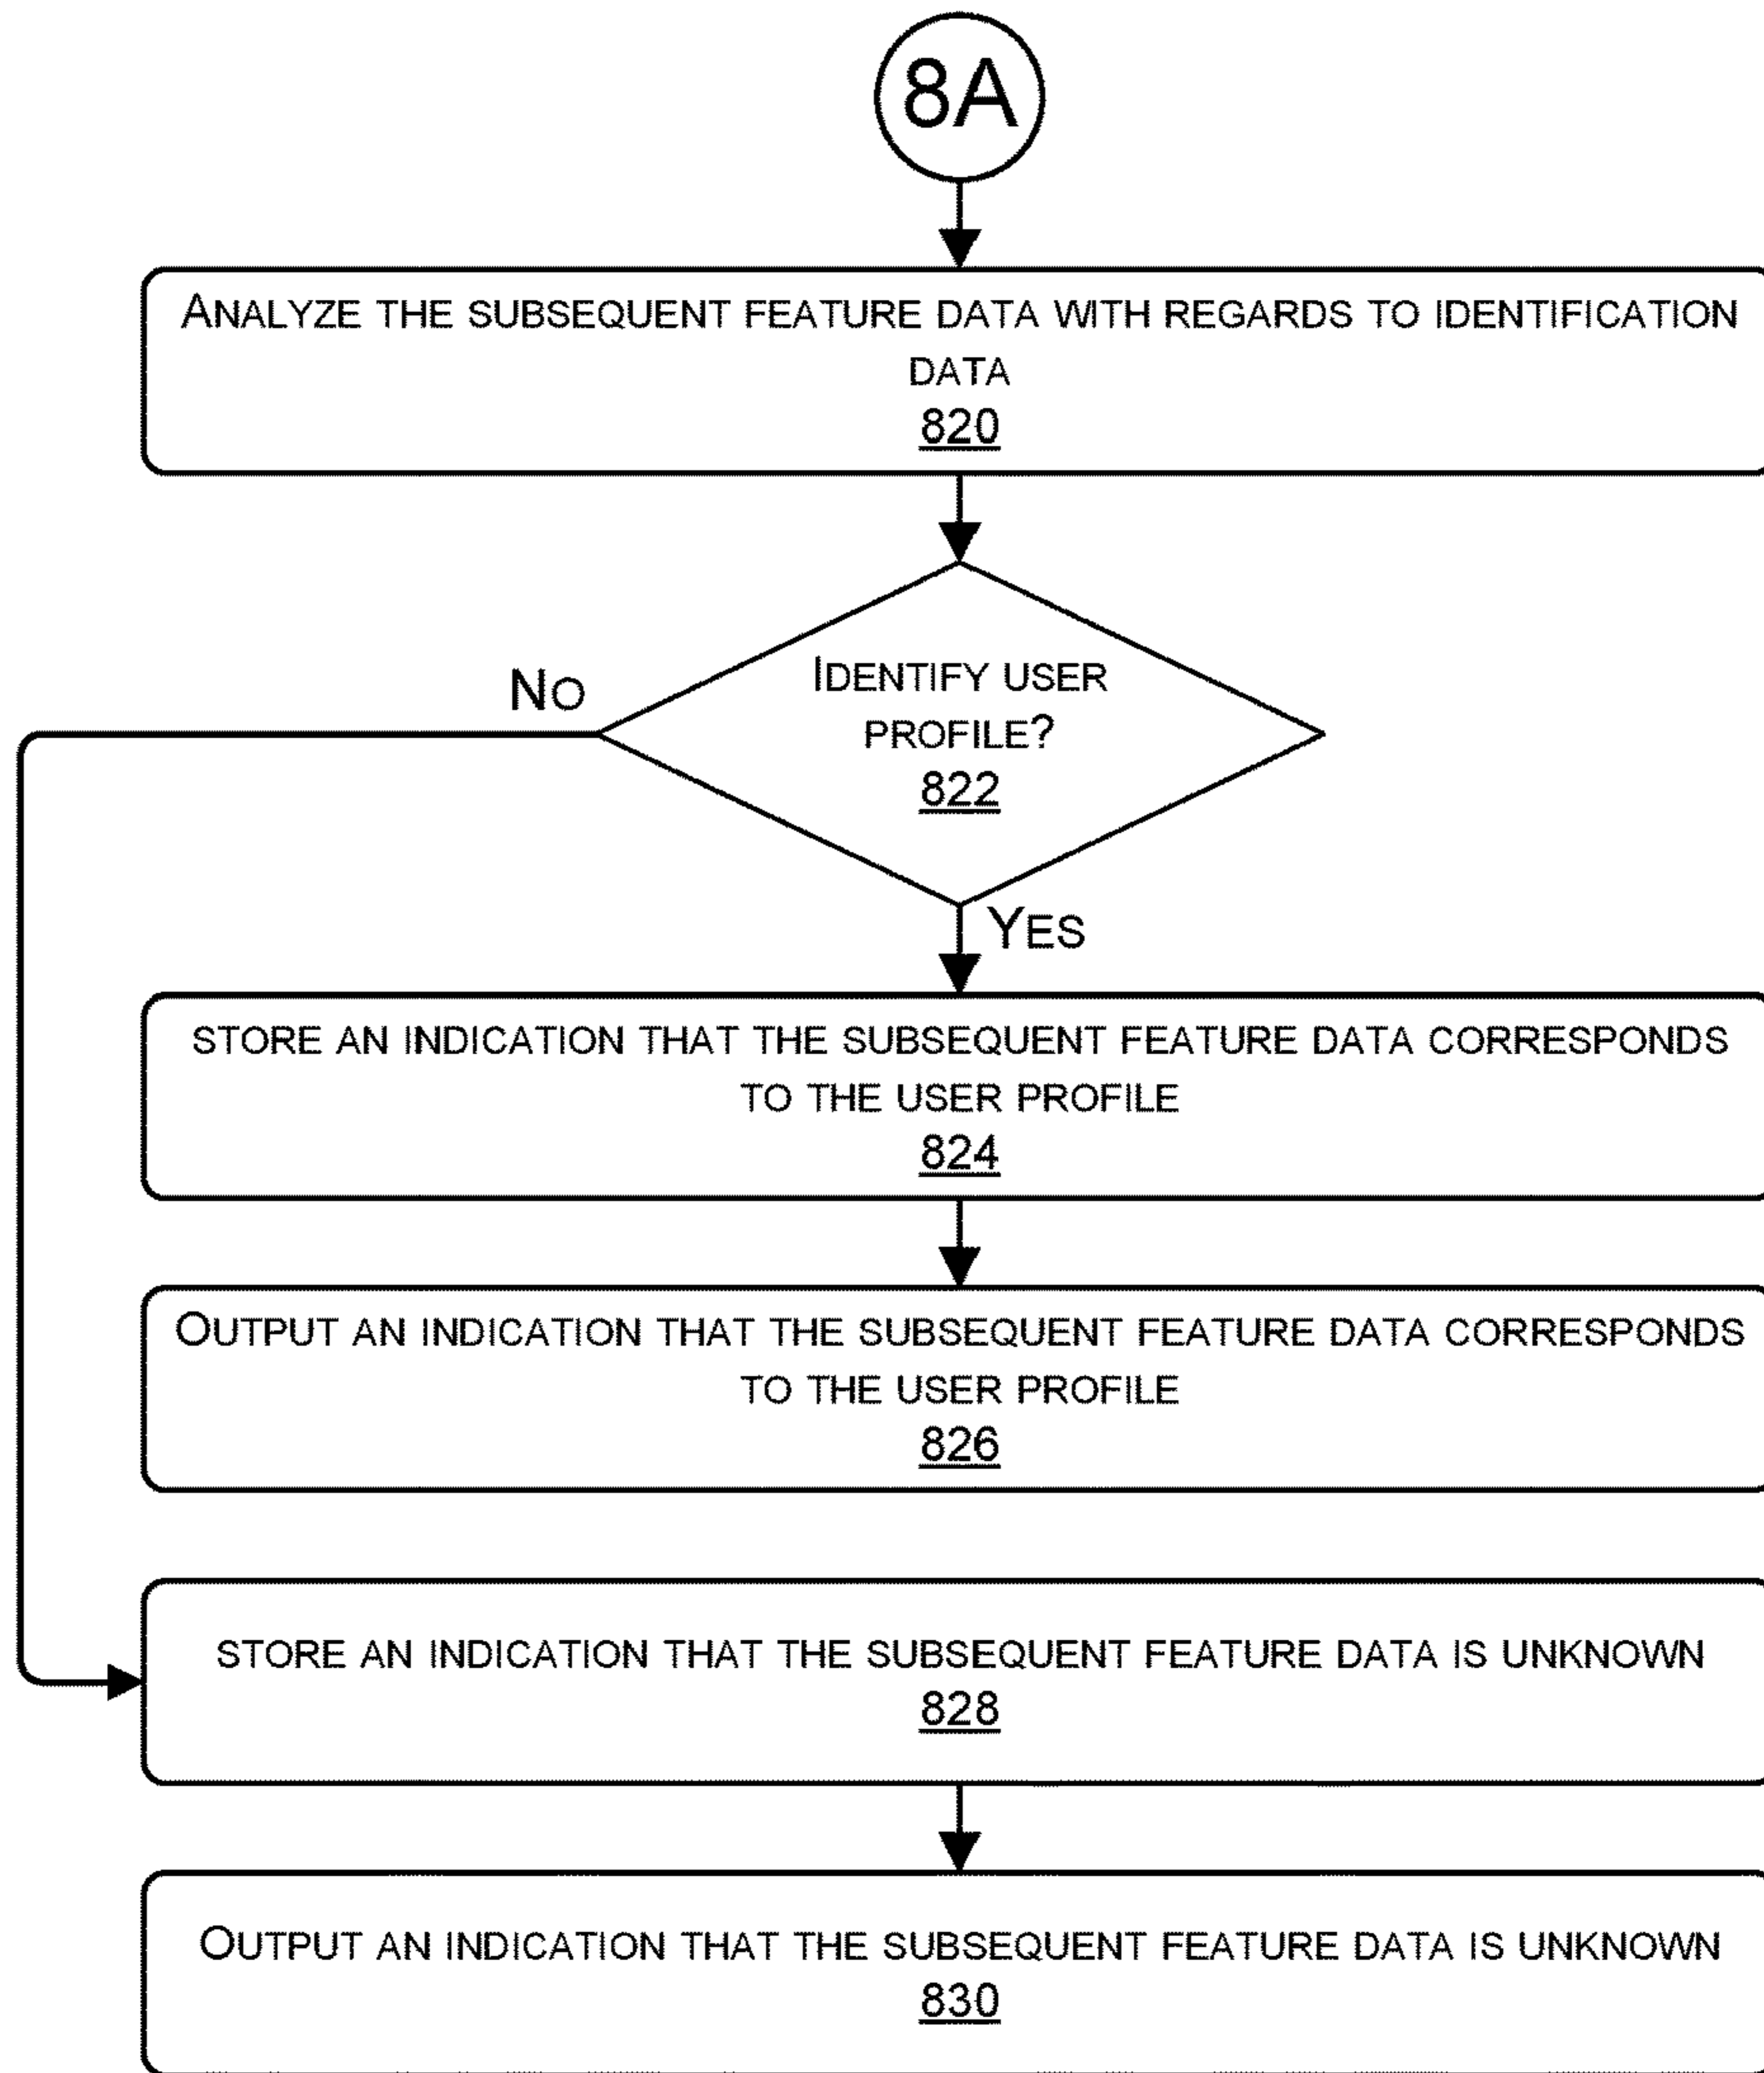 8A
ANALYZE THE SUBSEQUENT FEATURE DATA WITH REGARDS TO IDENTIFICATION
DATA
820
NO
IDENTIFY USER
PROFILE?
822
YES
STORE AN INDICATION THAT THE SUBSEQUENT FEATURE DATA CORRESPONDS
TO THE USER PROFILE
824
OUTPUT AN INDICATION THAT THE SUBSEQUENT FEATURE DATA CORRESPONDS
TO THE USER PROFILE
826
STORE AN INDICATION THAT THE SUBSEQUENT FEATURE DATA IS UNKNOWN
828
OUTPUT AN INDICATION THAT THE SUBSEQUENT FEATURE DATA IS UNKNOWN
830